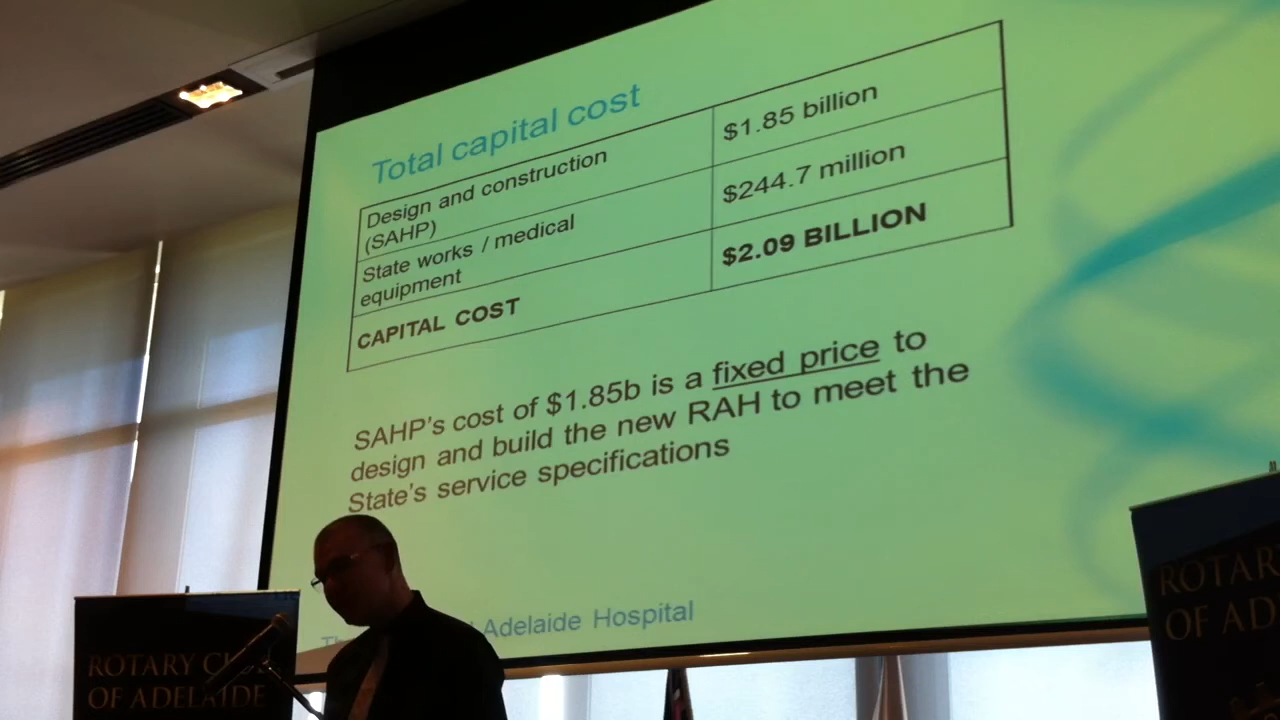 Total capital cost
Design and construction
(SAHP)
$1.85 billion
State works / medical
equipment
$244.7 million
CAPITAL COST
$2.09 BILLION
SAHP's cost of $1.85b is a fixed price to
design and build the new RAH to meet the
State's service specifications
Adelaide Hospital
ROTARY
OF ADELAIDE
ROTAR
OF AD